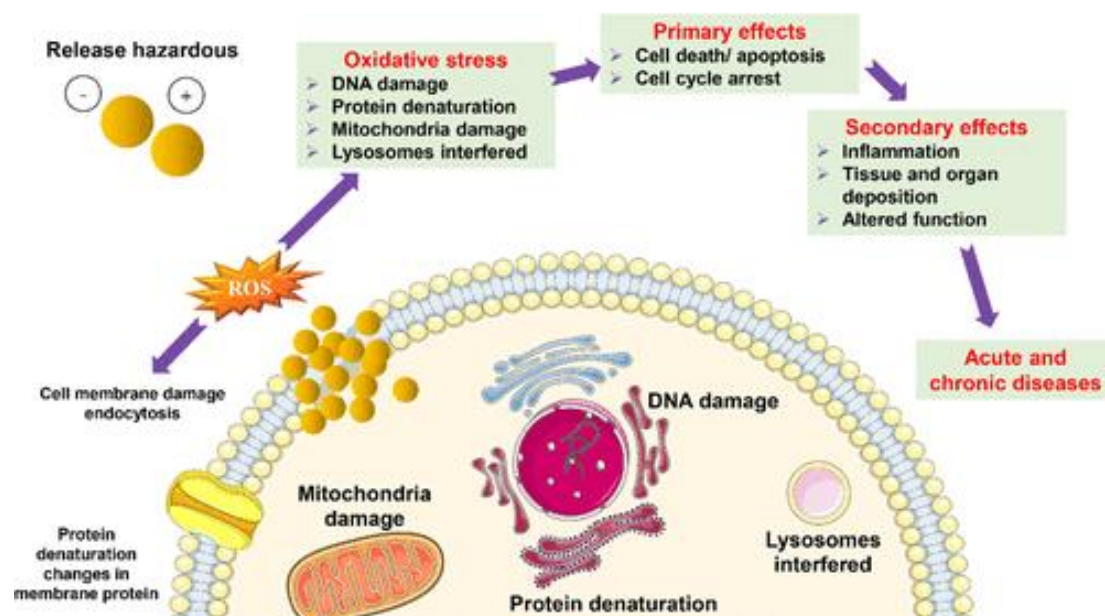 Release hazardous
-
+
Oxidative stress
DNA damage
Protein denaturation
Mitochondria damage
Lysosomes interfered
Primary effects
Cell death/ apoptosis
Cell cycle arrest
Secondary effects
Inflammation
Tissue and organ
deposition
Altered function
Acute and
chronic diseases
ROS
Cell membrane damage
endocytosis
Protein
denaturation
changes in
membrane protein
Mitochondria
damage
DNA damage
Protein denaturation
Lysosomes
interfered